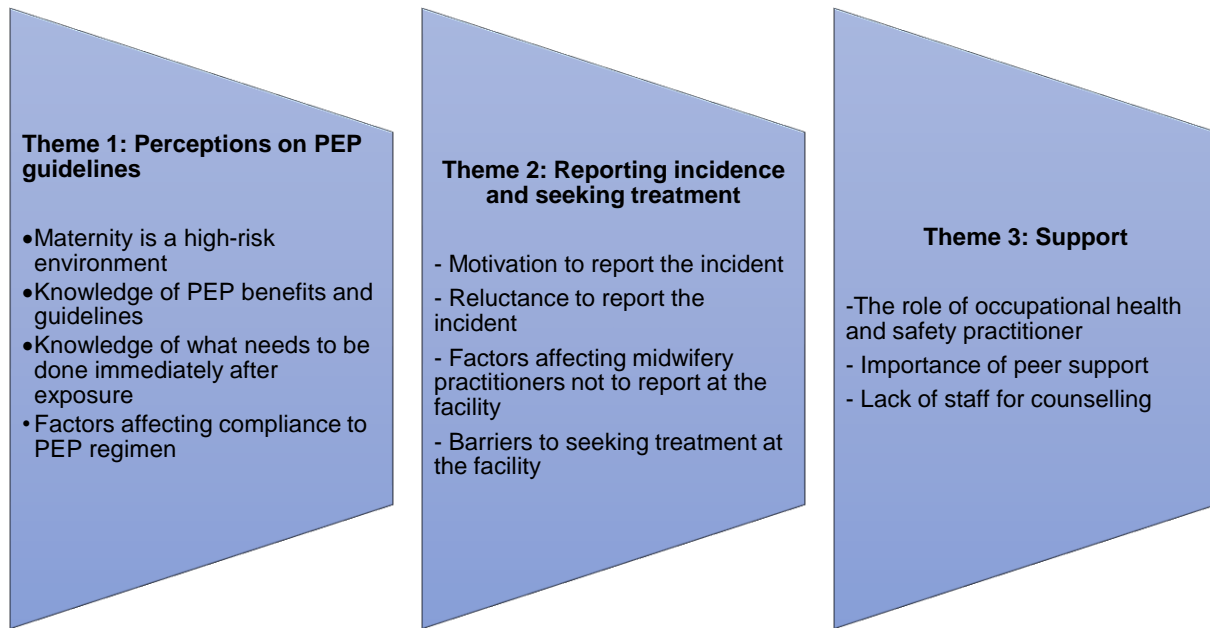 Theme 1: Perceptions on PEP
guidelines
•Maternity is a high-risk
environment
•Knowledge of PEP benefits and
guidelines
•Knowledge of what needs to be
done immediately after
exposure
• Factors affecting compliance to
PEP regimen
Theme 2: Reporting incidence
and seeking treatment
- Motivation to report the incident
- Reluctance to report the
incident
- Factors affecting midwifery
practitioners not to report at the
facility
- Barriers to seeking treatment at
the facility
Theme 3: Support
-The role of occupational health
and safety practitioner
- Importance of peer support
- Lack of staff for counselling